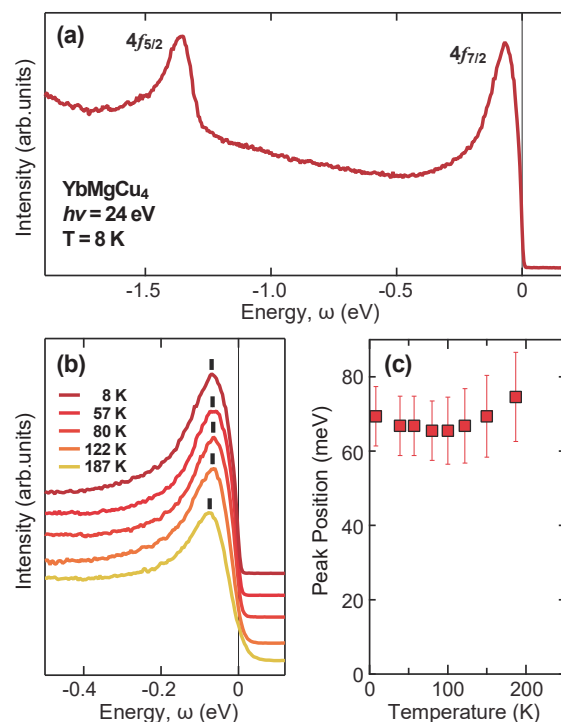 (a)
4f5/2
4f7/2
YbMgCu4
hν = 24 eV
T = 8 K
Intensity (arb.units)
-1.5
-1.0
-0.5
0
Energy, ω (eV)
(b)
8 K
57 K
80 K
122 K
187 K
Intensity (arb.units)
-0.4
-0.2
0
Energy, ω (eV)
(c)
80
60
40
20
0
Peak Position (meV)
0
100
200
Temperature (K)